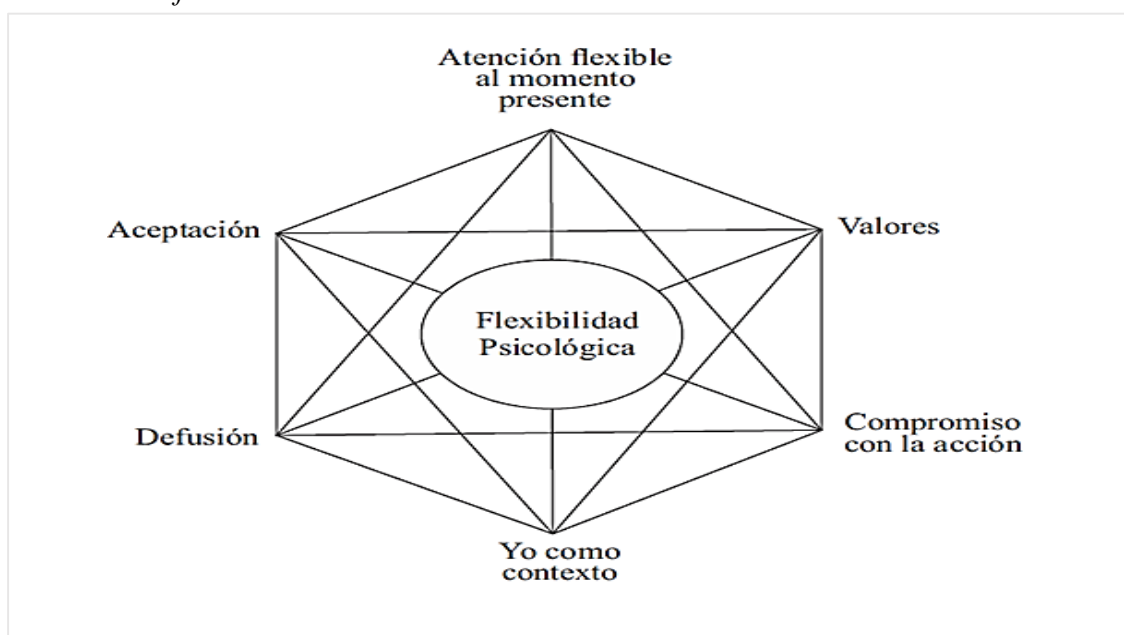 Atención flexible
al momento
presente
Aceptación
Valores
Flexibilidad
Psicológica
Defusión
Compromiso
con la acción
Yo como
contexto